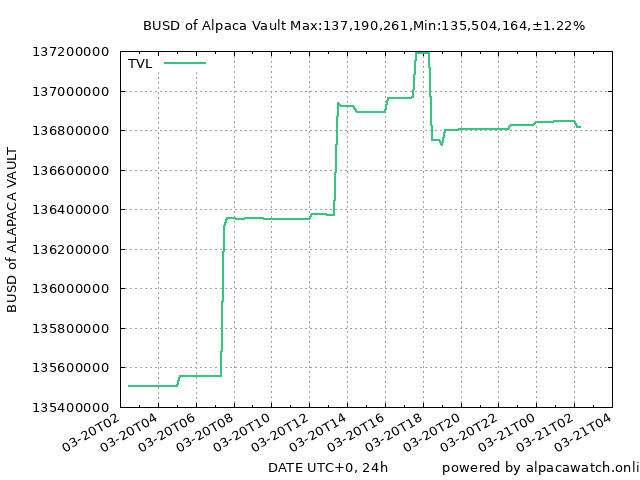 BUSD of Alpaca Vault Max:137,190,261,Min:135,504,164,±1.22%
137200000
TVL
137000000
136800000
136600000
136400000
136200000
136000000
135800000
135600000
135400000
BUSD of ALAPACA VAULT
03-20T02
03-20T04
03-20T06
03-20T08
03-20T10
03-20T12
03-20T14
03-20T16
03-20T18
03-20T20
03-20T22
03-21T00
03-21T02
03-21T04
DATE UTC+0, 24h
powered by alpacawatch.onli